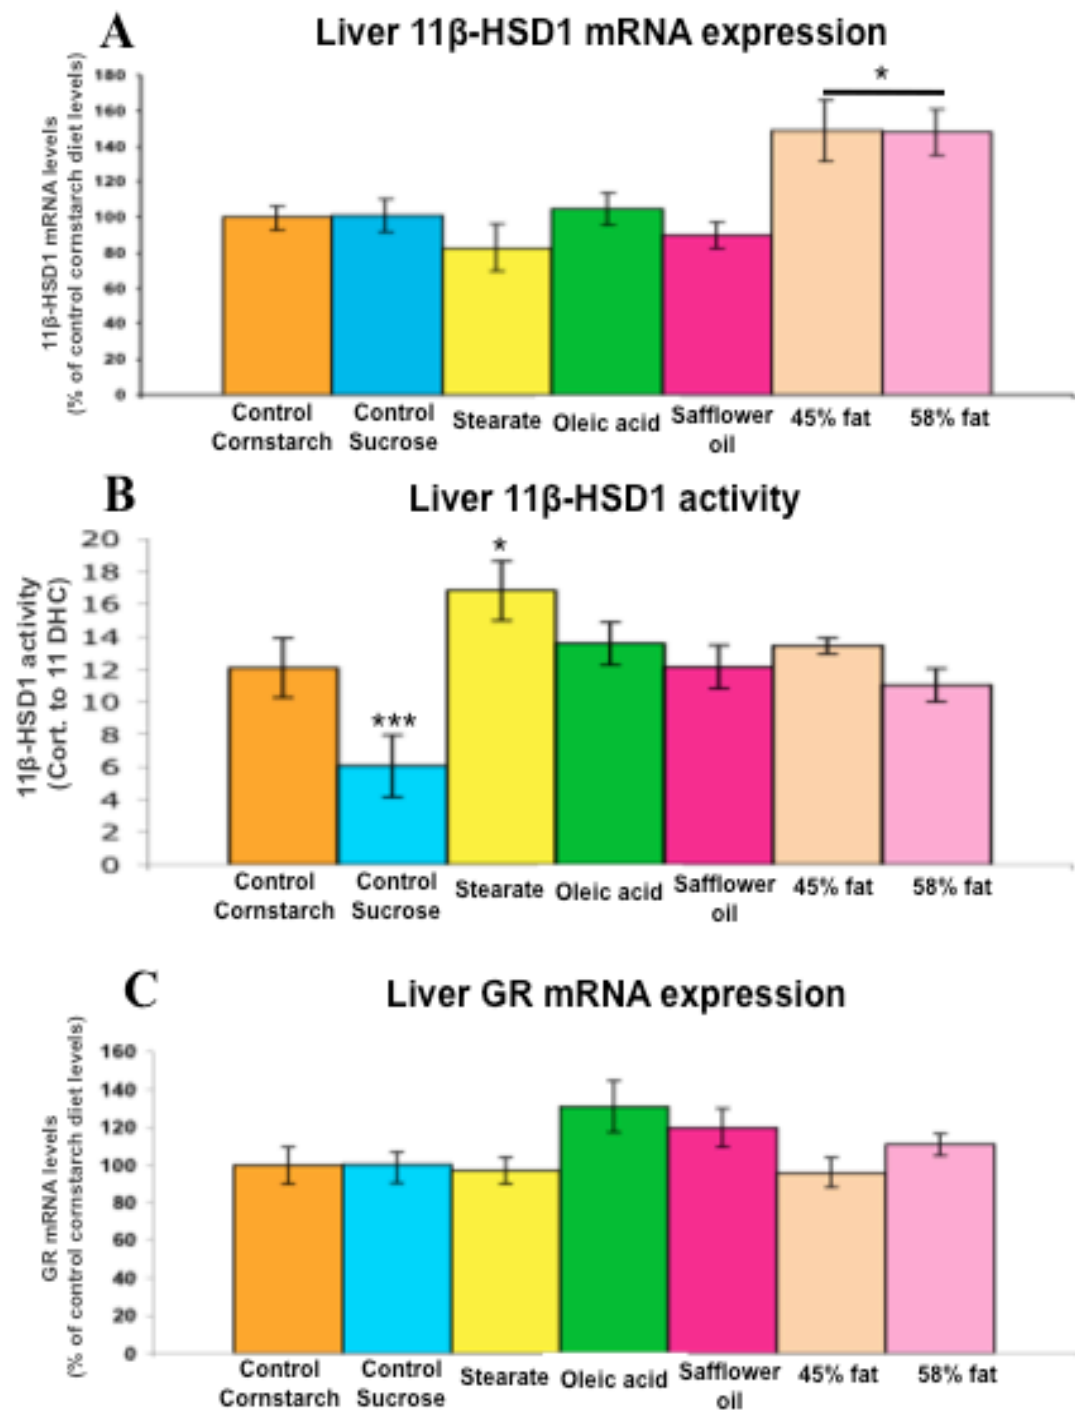 A
Liver 11β-HSD1 mRNA expression
11β-HSD1 mRNA levels
(% of control cornstarch diet levels)
180
160
140
120
100
80
60
40
20
0
*
Control Cornstarch
Control Sucrose
Stearate
Oleic acid
Safflower oil
45% fat
58% fat
B
Liver 11β-HSD1 activity
11β-HSD1 activity
(Cort. to 11 DHC)
20
18
16
14
12
10
8
6
4
2
0
***
*
Control Cornstarch
Control Sucrose
Stearate
Oleic acid
Safflower oil
45% fat
58% fat
C
Liver GR mRNA expression
GR mRNA levels
(% of control cornstarch diet levels)
160
140
120
100
80
60
40
20
0
Control Cornstarch
Control Sucrose
Stearate
Oleic acid
Safflower oil
45% fat
58% fat